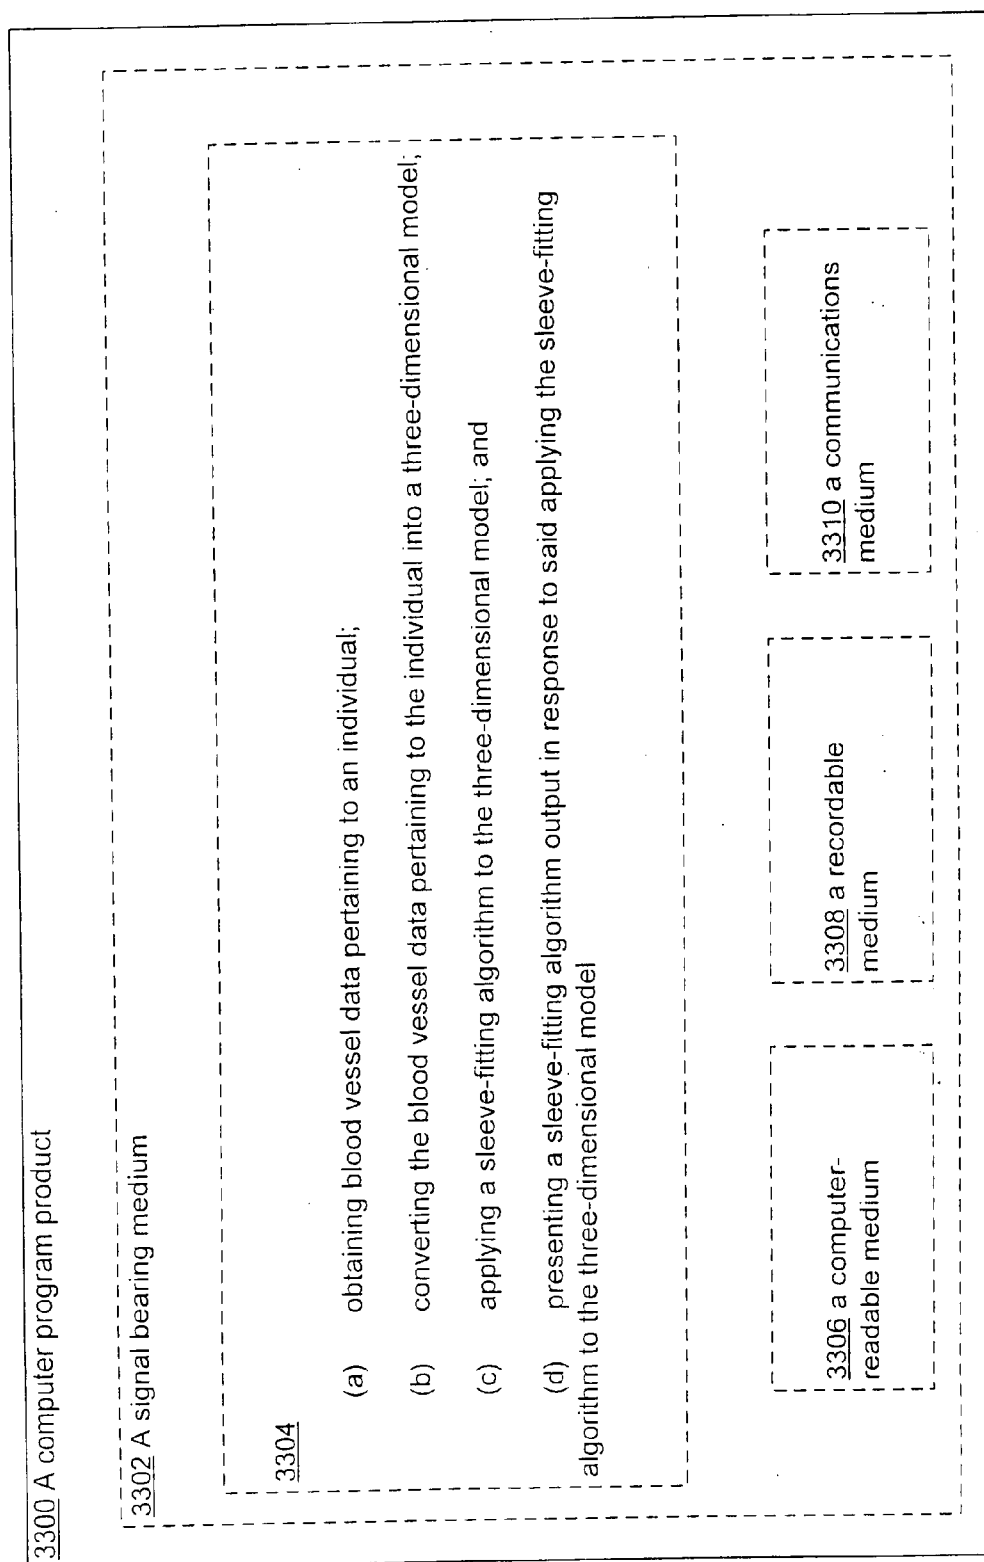 3300 A computer program product
3302 A signal bearing medium
3304
(a) obtaining blood vessel data pertaining to an individual;
(b) converting the blood vessel data pertaining to the individual into a three-dimensional model;
(c) applying a sleeve-fitting algorithm to the three-dimensional model; and
(d) presenting a sleeve-fitting algorithm output in response to said applying the sleeve-fitting
algorithm to the three-dimensional model
3306 a computer-
readable medium
3308 a recordable
medium
3310 a communications
medium